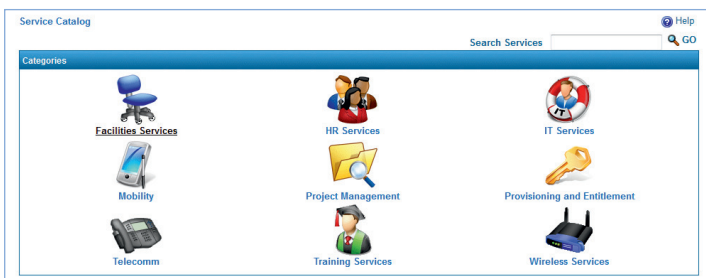 Service Catalog
Help
Search Services
GO
Categories
Facilities Services
HR Services
IT Services
IT
Mobility
Project Management
Provisioning and Entitlement
Telecomm
Training Services
Wireless Services